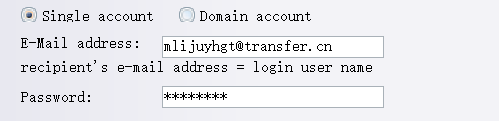 Single account Domain account
E-Mail address: mlijuyhgt@transfer.cn
recipient's e-mail address = login user name
Password: ********